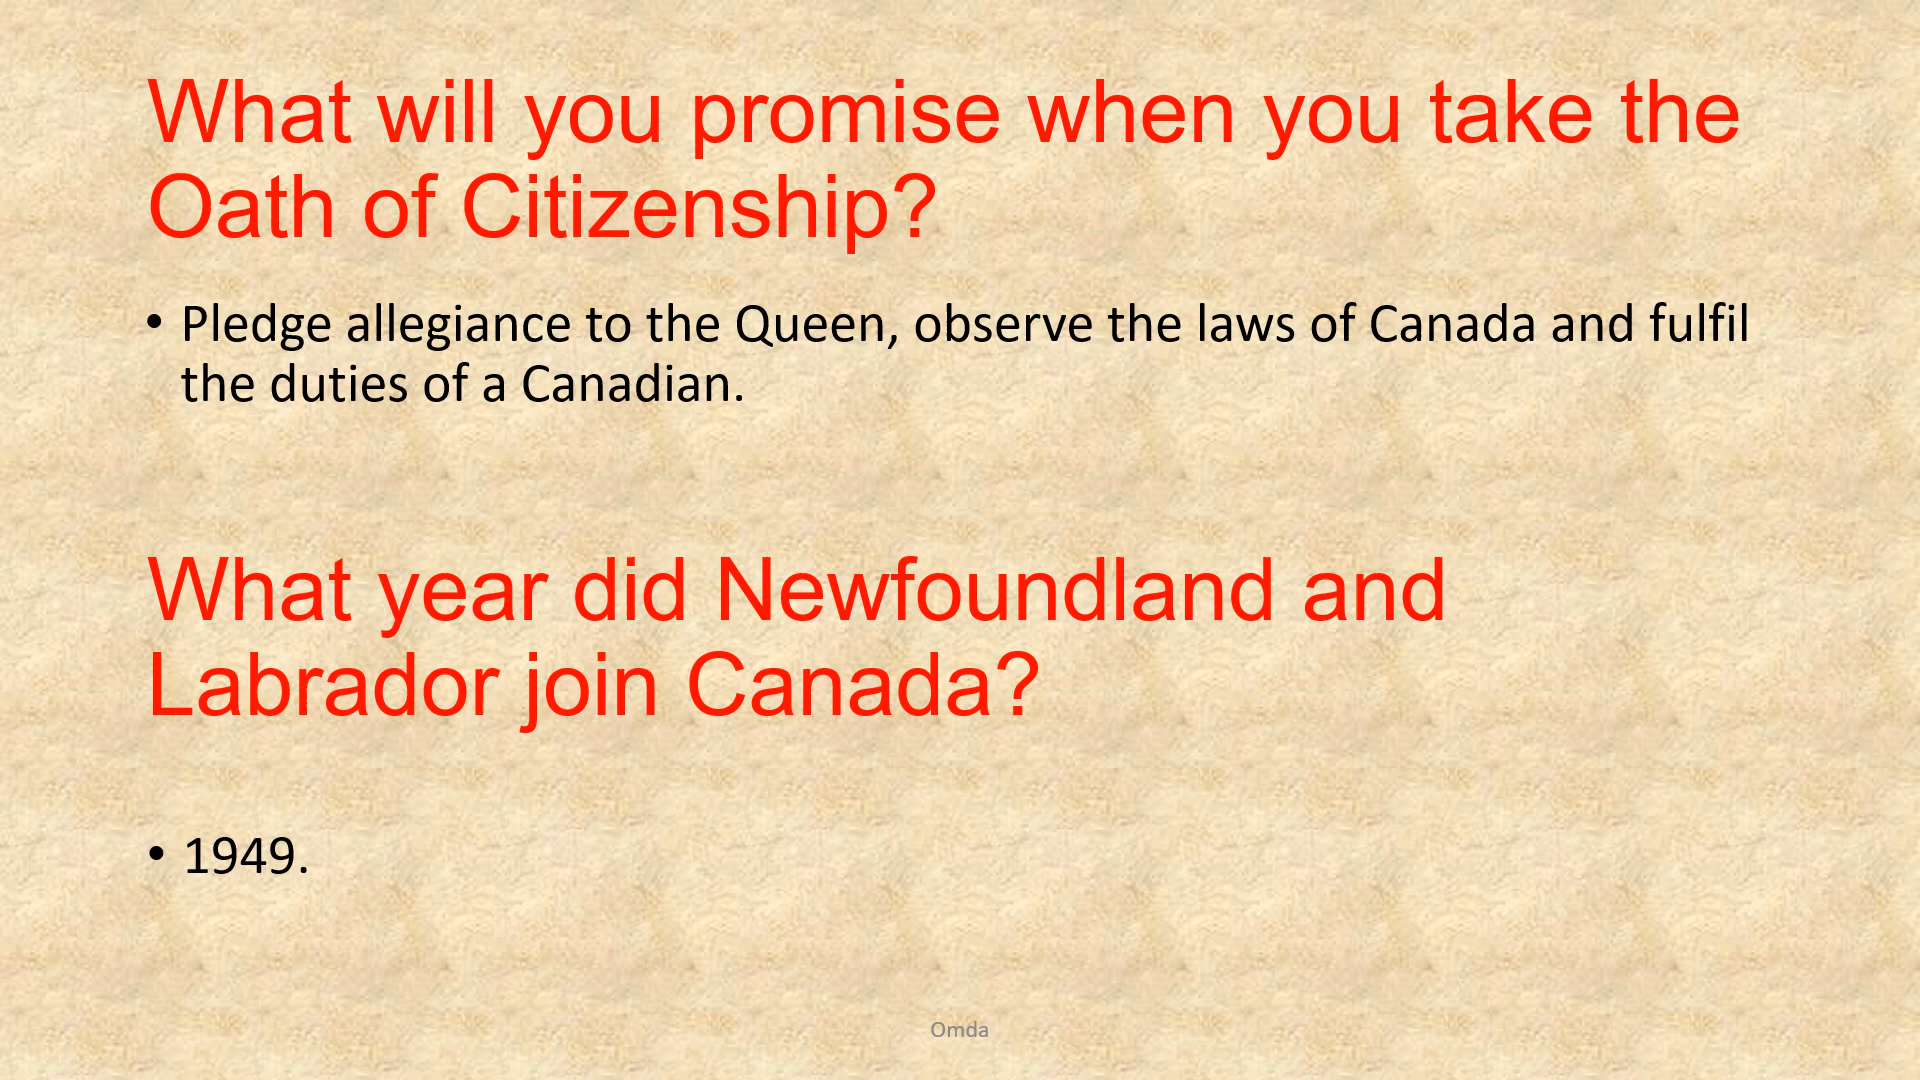 What will you promise when you take the
Oath of Citizenship?
• Pledge allegiance to the Queen, observe the laws of Canada and fulfil
the duties of a Canadian.
What year did Newfoundland and
Labrador join Canada?
• 1949.
Omda